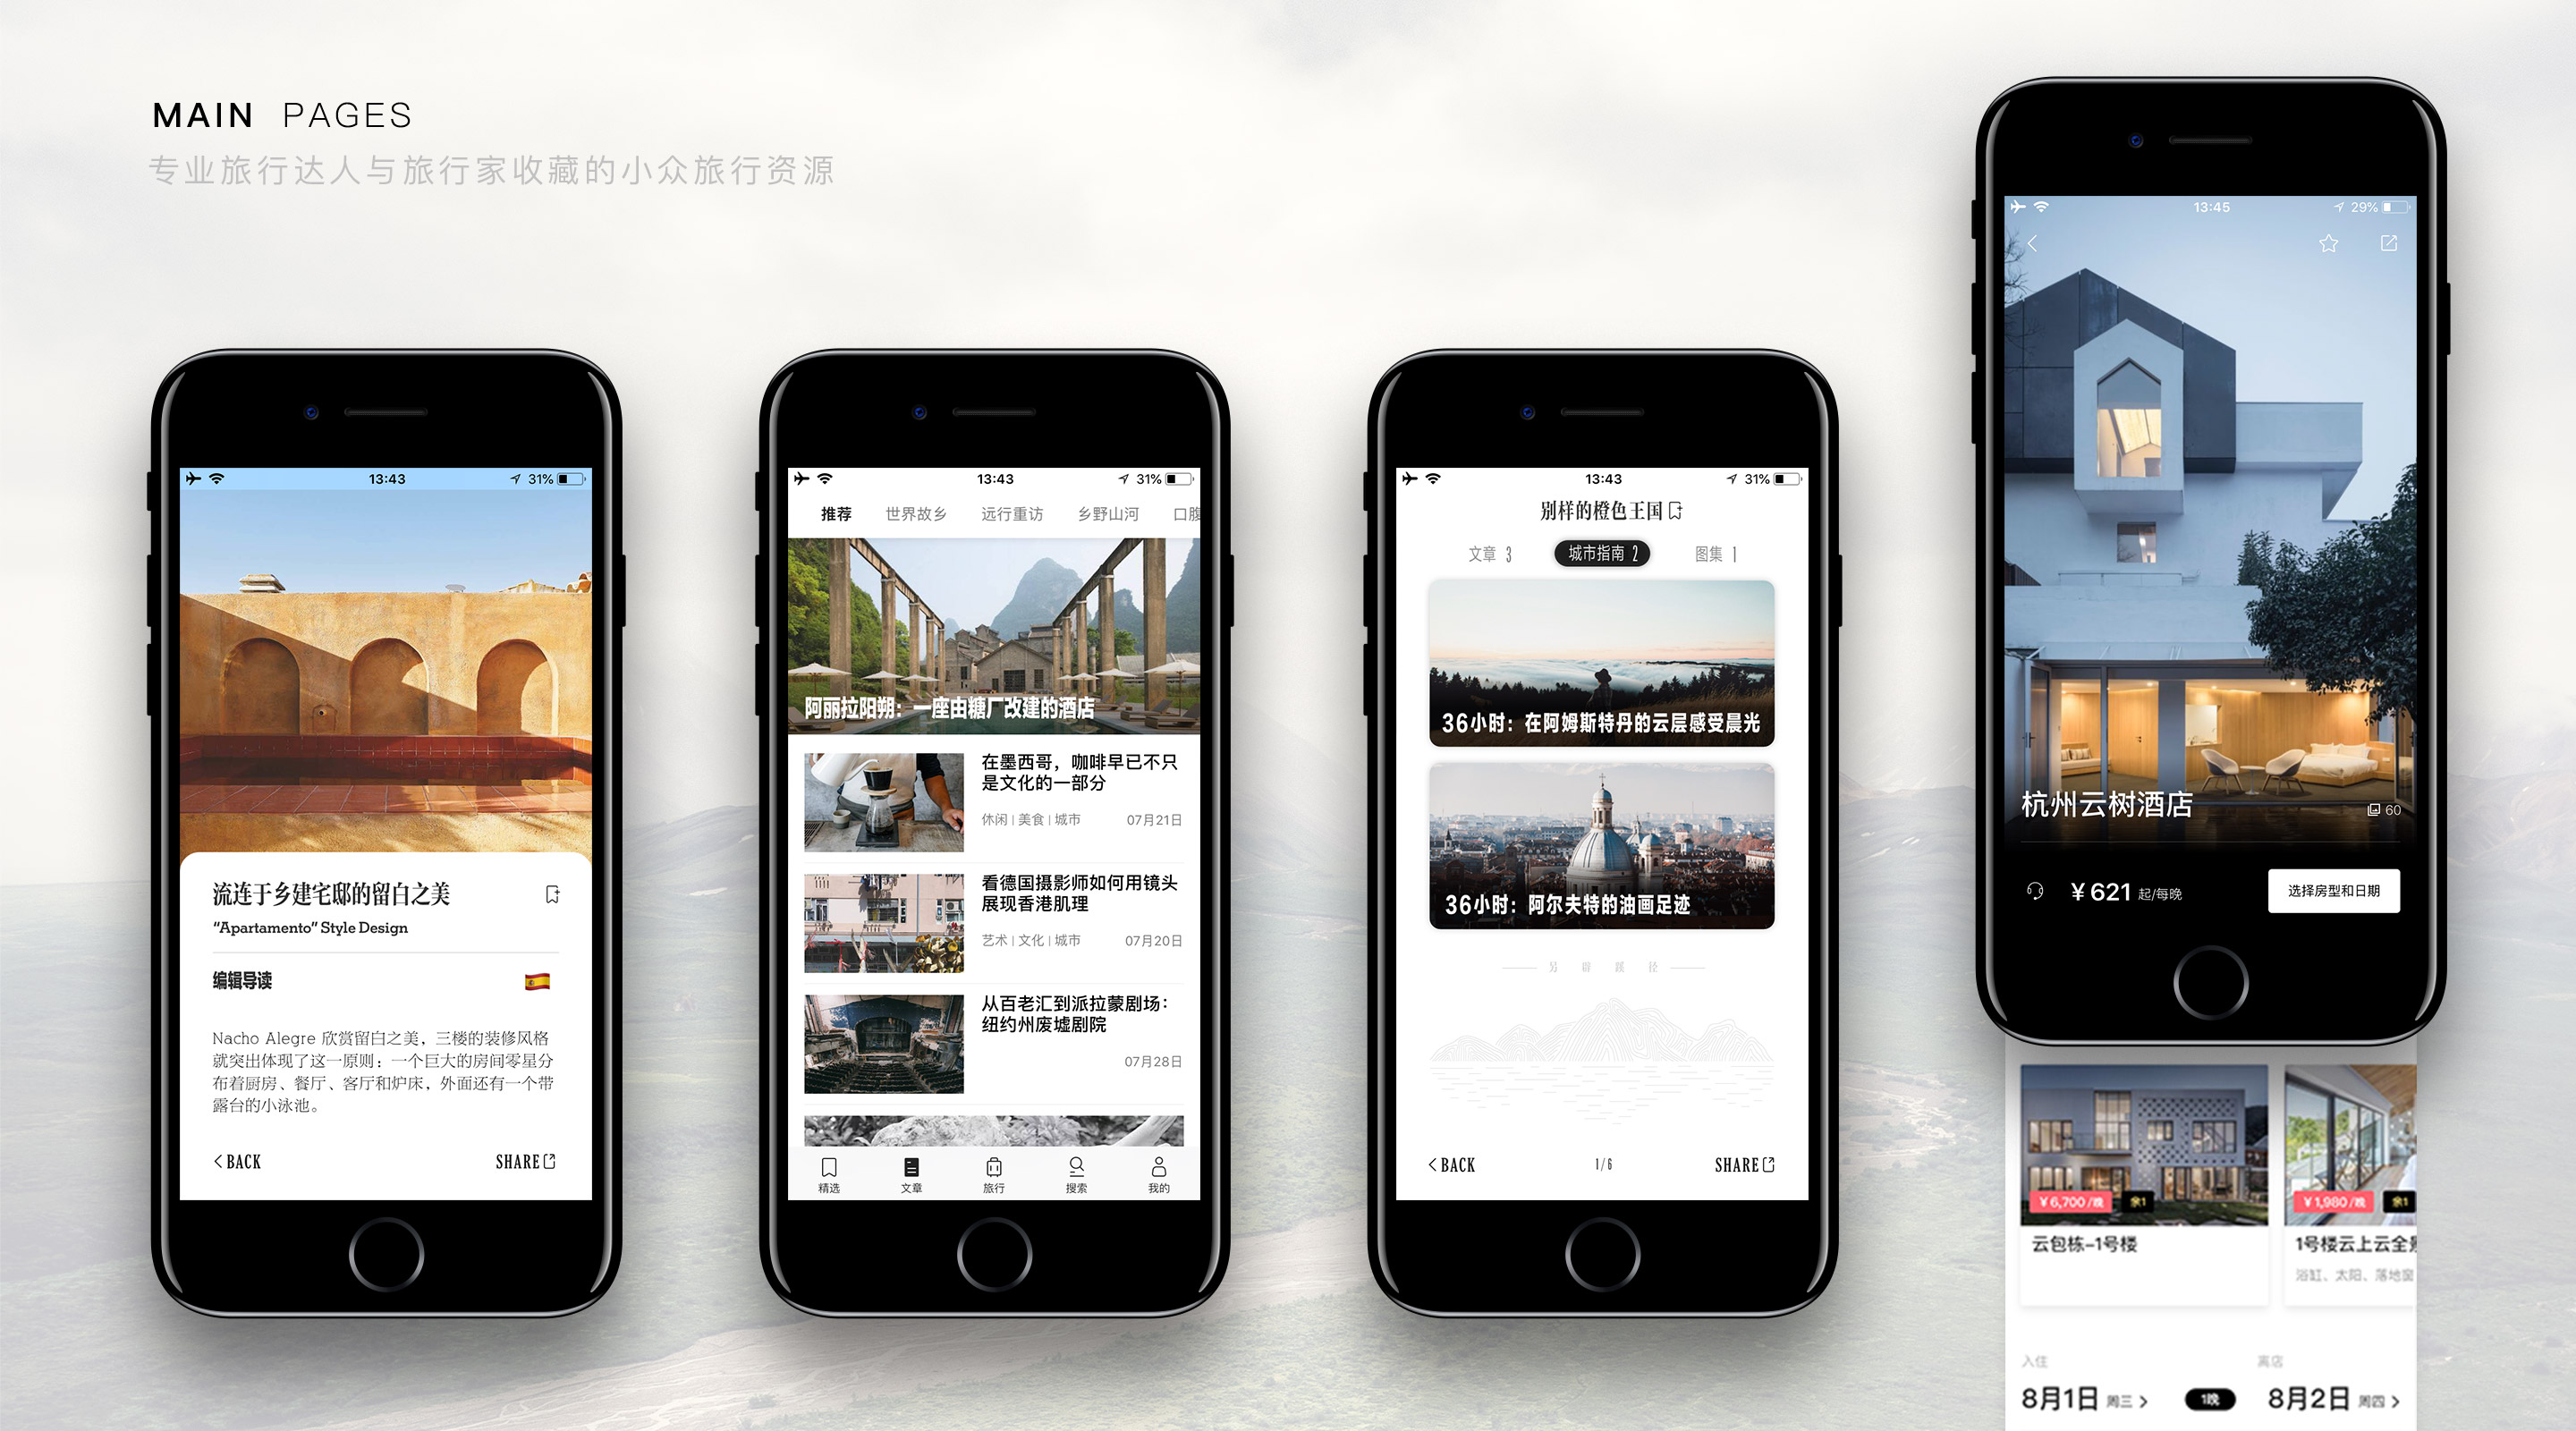 MAIN PAGES
专业旅行达人与旅行家收藏的小众旅行资源
13:43
31%
流连于乡建宅邸的留白之美
“Apartamento” Style Design
编辑导读
Nacho Alegre 欣赏留白之美，三楼的装修风格
就突出体现了这一原则：一个巨大的房间零星分
布着厨房、餐厅、客厅和炉床，外面还有一个带
露台的小泳池。
BACK
SHARE
13:43
31%
推荐 世界故乡 远行重访 乡野山河 口腹
阿丽拉阳朔：一座由糖厂改建的酒店
在墨西哥，咖啡早已不只
是文化的一部分
休闲 | 美食 | 城市 07月21日
看德国摄影师如何用镜头
展现香港肌理
艺术 | 文化 | 城市 07月20日
从百老汇到派拉蒙剧场：
纽约州废墟剧院
07月28日
精选 文章 旅行 搜索 我的
13:43
31%
别样的橙色王国
文章 3 城市指南 2 图集 1
36小时：在阿姆斯特丹的云层感受晨光
36小时：阿尔夫特的油画足迹
另辟蹊径
BACK
1/6
SHARE
13:45
29%
杭州云树酒店
60
¥ 621 起/每晚
选择房型和日期
¥6,700 /晚 余1
¥1,980 /晚 余1
云包栋-1号楼
1号楼云上云全景
浴缸、太阳、落地窗
入住
离店
8月1日 周三
1晚
8月2日 周四